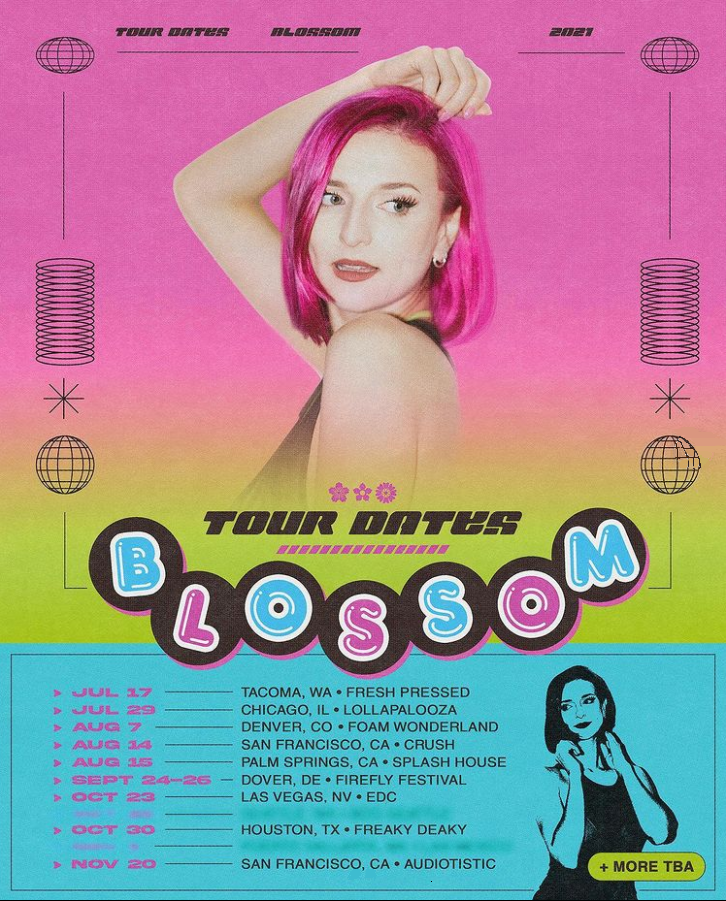 TOUR DATES BLOSSOM 2021
TOUR DATES
BLOSSOM
JUL 17 TACOMA, WA • FRESH PRESSED
JUL 29 CHICAGO, IL • LOLLAPALOOZA
AUG 7 DENVER, CO • FOAM WONDERLAND
AUG 14 SAN FRANCISCO, CA • CRUSH
AUG 15 PALM SPRINGS, CA • SPLASH HOUSE
SEPT 24-26 DOVER, DE • FIREFLY FESTIVAL
OCT 23 LAS VEGAS, NV • EDC
OCT 30 HOUSTON, TX • FREAKY DEAKY
NOV 20 SAN FRANCISCO, CA • AUDIOTISTIC
+ MORE TBA